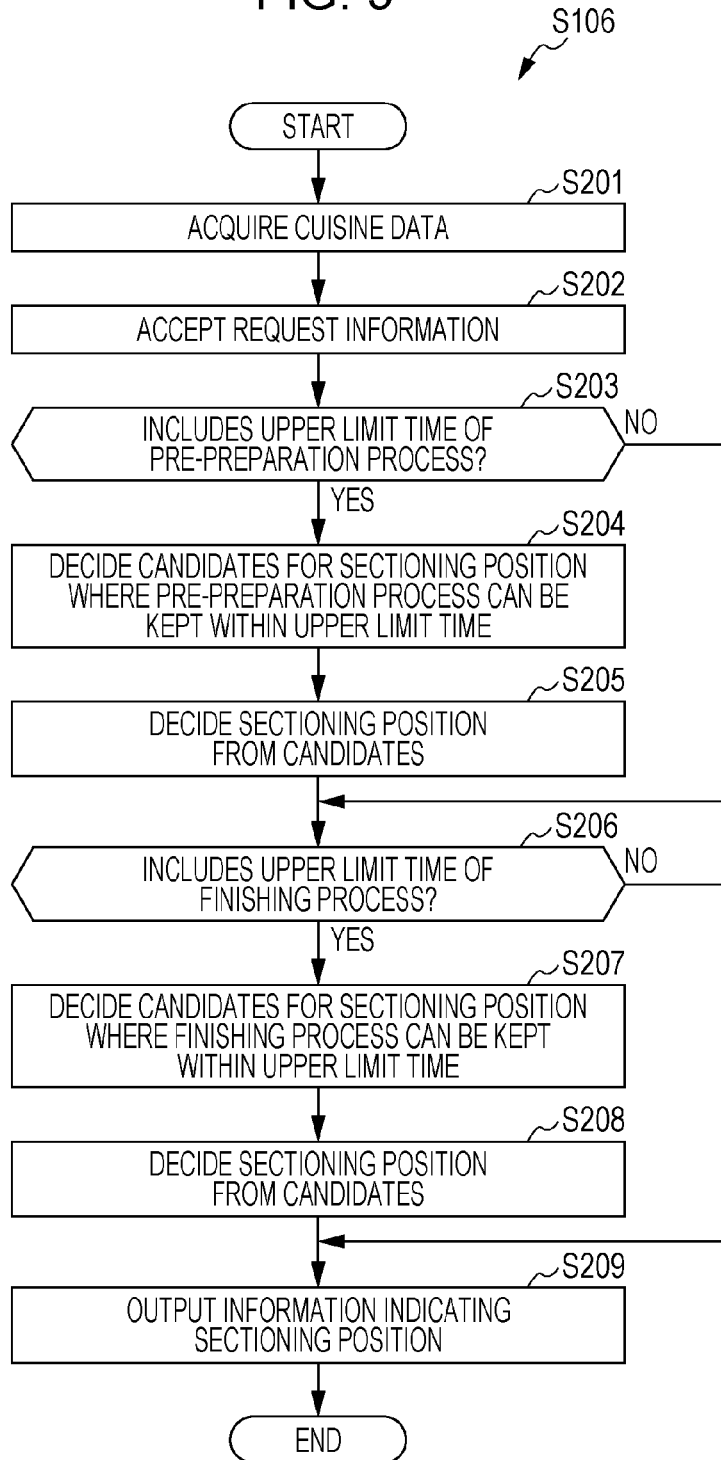 S106
START
S201
ACQUIRE CUISINE DATA
S202
ACCEPT REQUEST INFORMATION
S203
INCLUDES UPPER LIMIT TIME OF
PRE-PREPARATION PROCESS?
NO
YES
S204
DECIDE CANDIDATES FOR SECTIONING POSITION
WHERE PRE-PREPARATION PROCESS CAN BE
KEPT WITHIN UPPER LIMIT TIME
S205
DECIDE SECTIONING POSITION
FROM CANDIDATES
S206
INCLUDES UPPER LIMIT TIME OF
FINISHING PROCESS?
NO
YES
S207
DECIDE CANDIDATES FOR SECTIONING POSITION
WHERE FINISHING PROCESS CAN BE KEPT
WITHIN UPPER LIMIT TIME
S208
DECIDE SECTIONING POSITION
FROM CANDIDATES
S209
OUTPUT INFORMATION INDICATING
SECTIONING POSITION
END